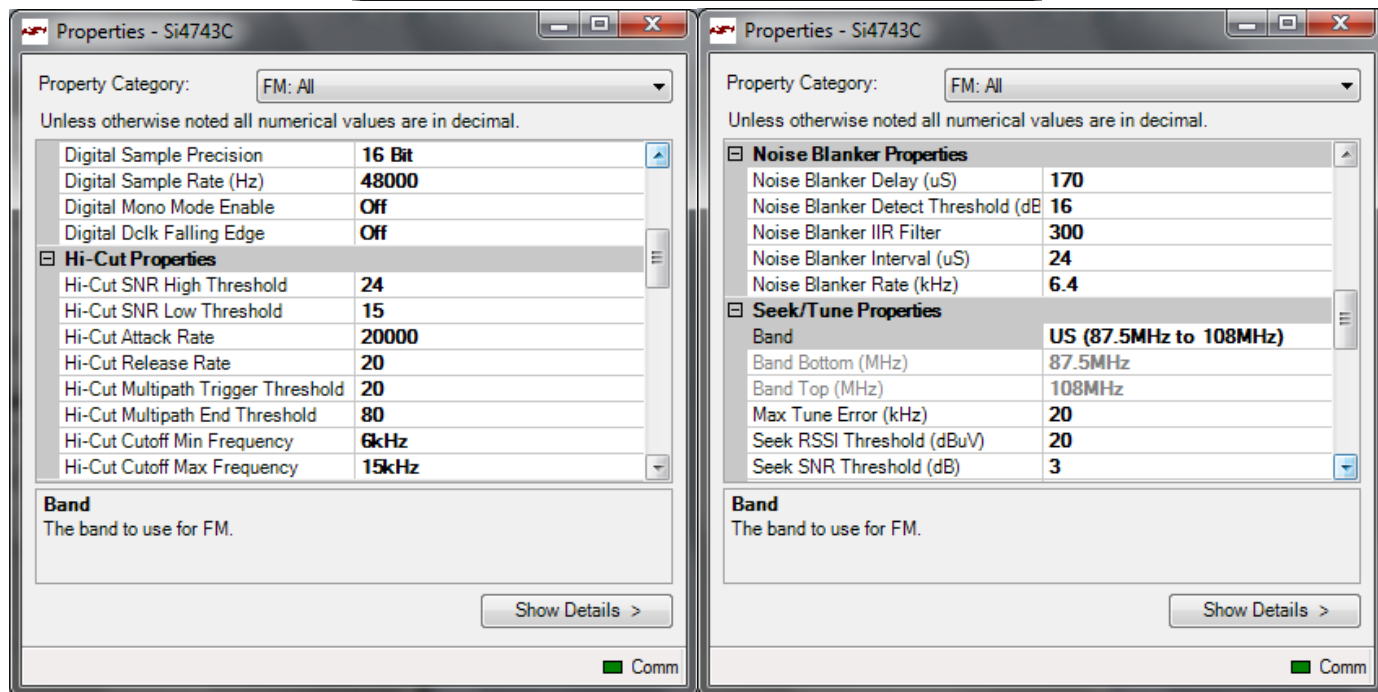 Properties - Si4743C
Property Category: FM: All
Unless otherwise noted all numerical values are in decimal.
Digital Sample Precision 16 Bit
Digital Sample Rate (Hz) 48000
Digital Mono Mode Enable Off
Digital Dclk Falling Edge Off
Hi-Cut Properties
Hi-Cut SNR High Threshold 24
Hi-Cut SNR Low Threshold 15
Hi-Cut Attack Rate 20000
Hi-Cut Release Rate 20
Hi-Cut Multipath Trigger Threshold 20
Hi-Cut Multipath End Threshold 80
Hi-Cut Cutoff Min Frequency 6kHz
Hi-Cut Cutoff Max Frequency 15kHz
Band
The band to use for FM.
Show Details >
Comm
Properties - Si4743C
Property Category: FM: All
Unless otherwise noted all numerical values are in decimal.
Noise Blanker Properties
Noise Blanker Delay (uS) 170
Noise Blanker Detect Threshold (dB 16
Noise Blanker IIR Filter 300
Noise Blanker Interval (uS) 24
Noise Blanker Rate (kHz) 6.4
Seek/Tune Properties
Band US (87.5MHz to 108MHz)
Band Bottom (MHz) 87.5MHz
Band Top (MHz) 108MHz
Max Tune Error (kHz) 20
Seek RSSI Threshold (dBuV) 20
Seek SNR Threshold (dB) 3
Band
The band to use for FM.
Show Details >
Comm